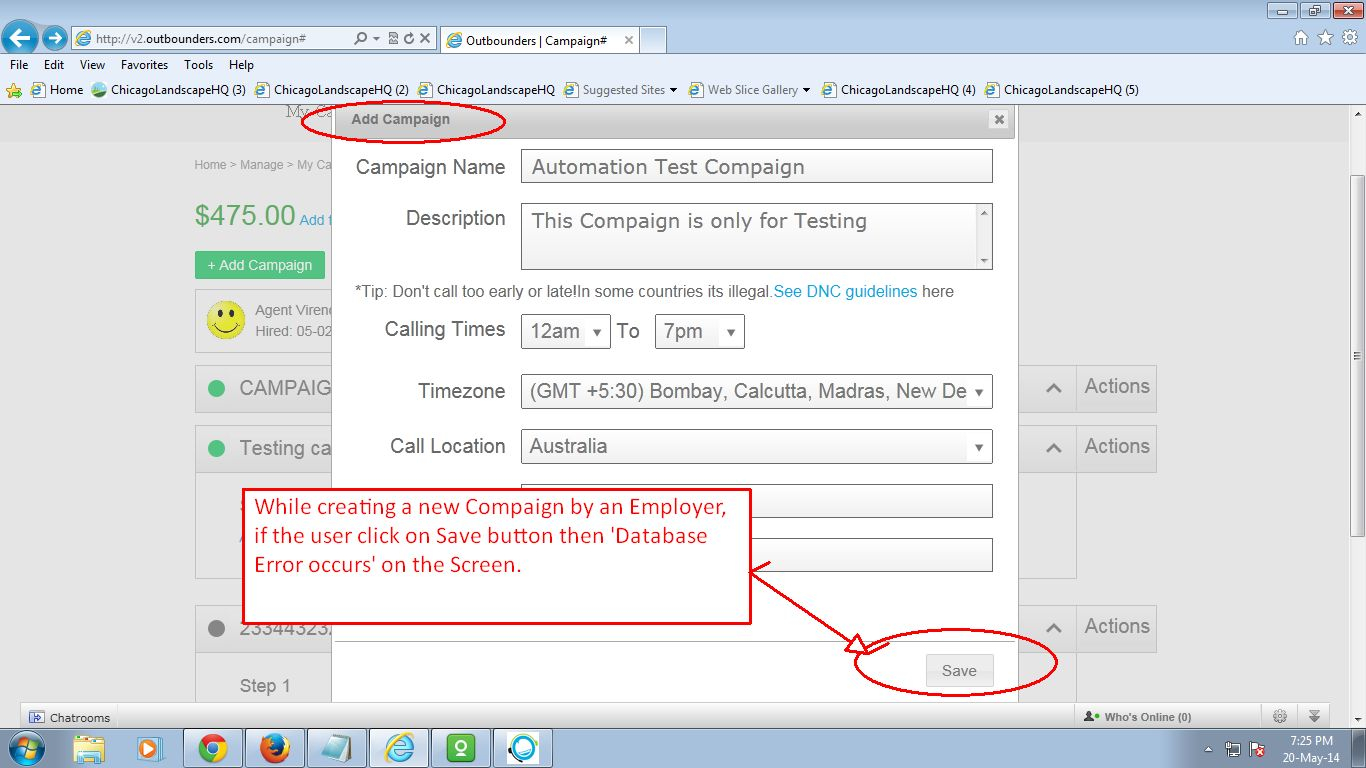 http://v2.outbounders.com/campaign#
Outbounders | Campaign#
File Edit View Favorites Tools Help
Home ChicagoLandscapeHQ (3) ChicagoLandscapeHQ (2) ChicagoLandscapeHQ Suggested Sites Web Slice Gallery ChicagoLandscapeHQ (4) ChicagoLandscapeHQ (5)
My Ca
Add Campaign
Home > Manage > My Ca
Campaign Name Automation Test Compaign
$475.00 Add f
Description This Compaign is only for Testing
+ Add Campaign
*Tip: Don't call too early or late!In some countries its illegal.See DNC guidelines here
Agent Viren
Hired: 05-02
Calling Times 12am To 7pm
CAMPAIG
Timezone (GMT +5:30) Bombay, Calcutta, Madras, New De
Actions
Testing ca
Call Location Australia
Actions
While creating a new Compaign by an Employer,
if the user click on Save button then 'Database
Error occurs' on the Screen.
233443232
Actions
Save
Step 1
Chatrooms
Who's Online (0)
7:25 PM
20-May-14